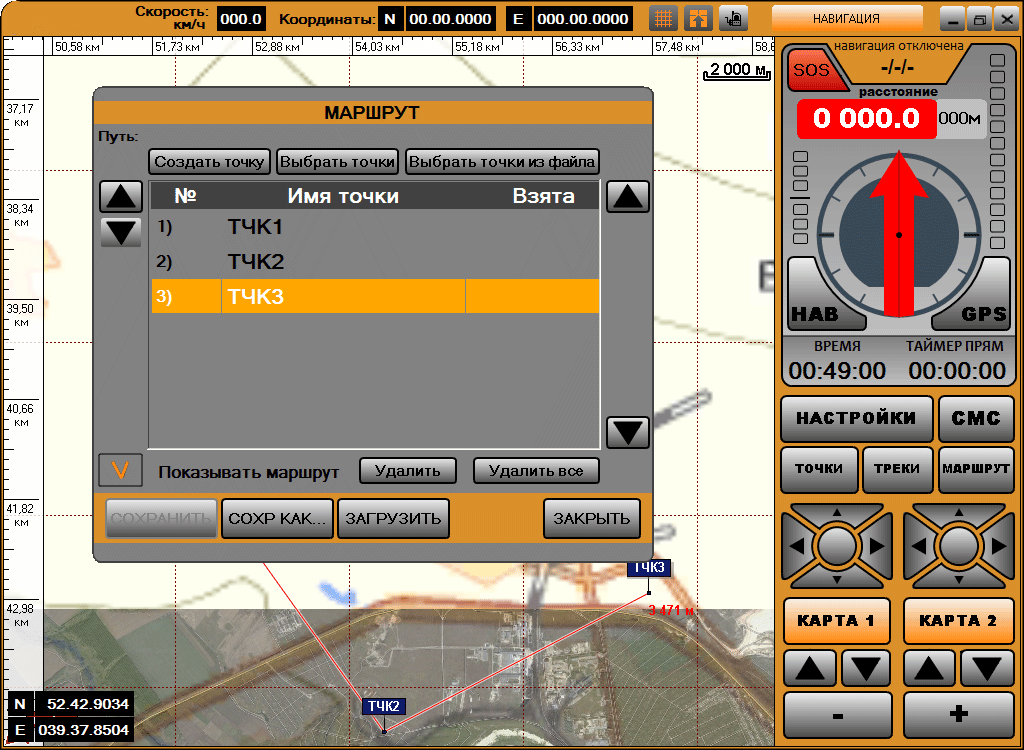 Скорость: км/ч 000.0 Координаты: N 00.00.0000 E 000.00.0000 НАВИГАЦИЯ
50,58 км 51,73 км 52,88 км 54,03 км 55,18 км 56,33 км 57,48 км 58,6
2 000 м
навигация отключена
SOS -/-/-
расстояние
0 000.0 000м
37,17 км
38,34 км
39,50 км
40,66 км
41,82 км
42,98 км
МАРШРУТ
Путь:
Создать точку Выбрать точки Выбрать точки из файла
№ Имя точки Взята
1) ТЧК1
2) ТЧК2
3) ТЧК3
V Показывать маршрут Удалить Удалить все
СОХРАНИТЬ СОХР КАК... ЗАГРУЗИТЬ ЗАКРЫТЬ
НАВ GPS
ВРЕМЯ ТАЙМЕР ПРЯМ
00:49:00 00:00:00
НАСТРОЙКИ СМС
ТОЧКИ ТРЕКИ МАРШРУТ
КАРТА 1 КАРТА 2
- +
ТЧК3
3 471 м
ТЧК2
N 52.42.9034
E 039.37.8504